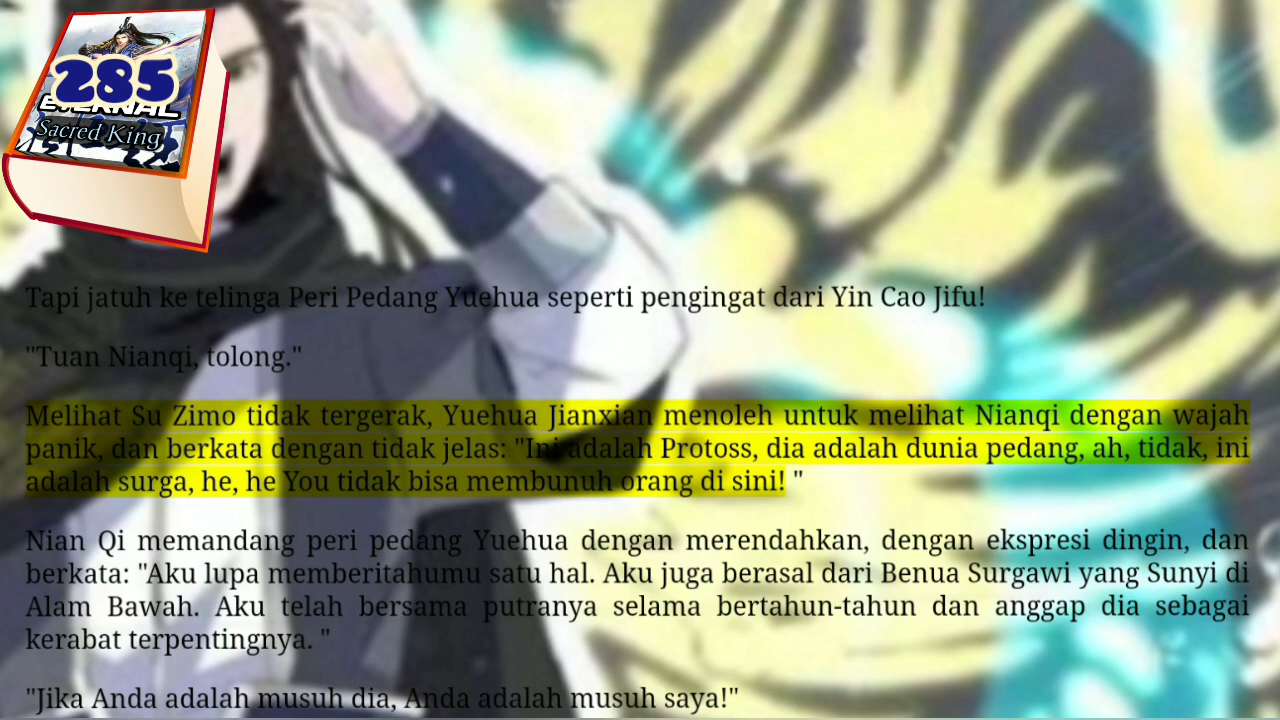 285
ETERNAL
Sacred King
Tapi jatuh ke telinga Peri Pedang Yuehua seperti pengingat dari Yin Cao Jifu!
"Tuan Nianqi, tolong."
Melihat Su Zimo tidak tergerak, Yuehua Jianxian menoleh untuk melihat Nianqi dengan wajah
panik, dan berkata dengan tidak jelas: "Ini adalah Protoss, dia adalah dunia pedang, ah, tidak, ini
adalah surga, he, he You tidak bisa membunuh orang di sini! "
Nian Qi memandang peri pedang Yuehua dengan merendahkan, dengan ekspresi dingin, dan
berkata: "Aku lupa memberitahumu satu hal. Aku juga berasal dari Benua Surgawi yang Sunyi di
Alam Bawah. Aku telah bersama putranya selama bertahun-tahun dan anggap dia sebagai
kerabat terpentingnya. "
"Jika Anda adalah musuh dia, Anda adalah musuh saya!"